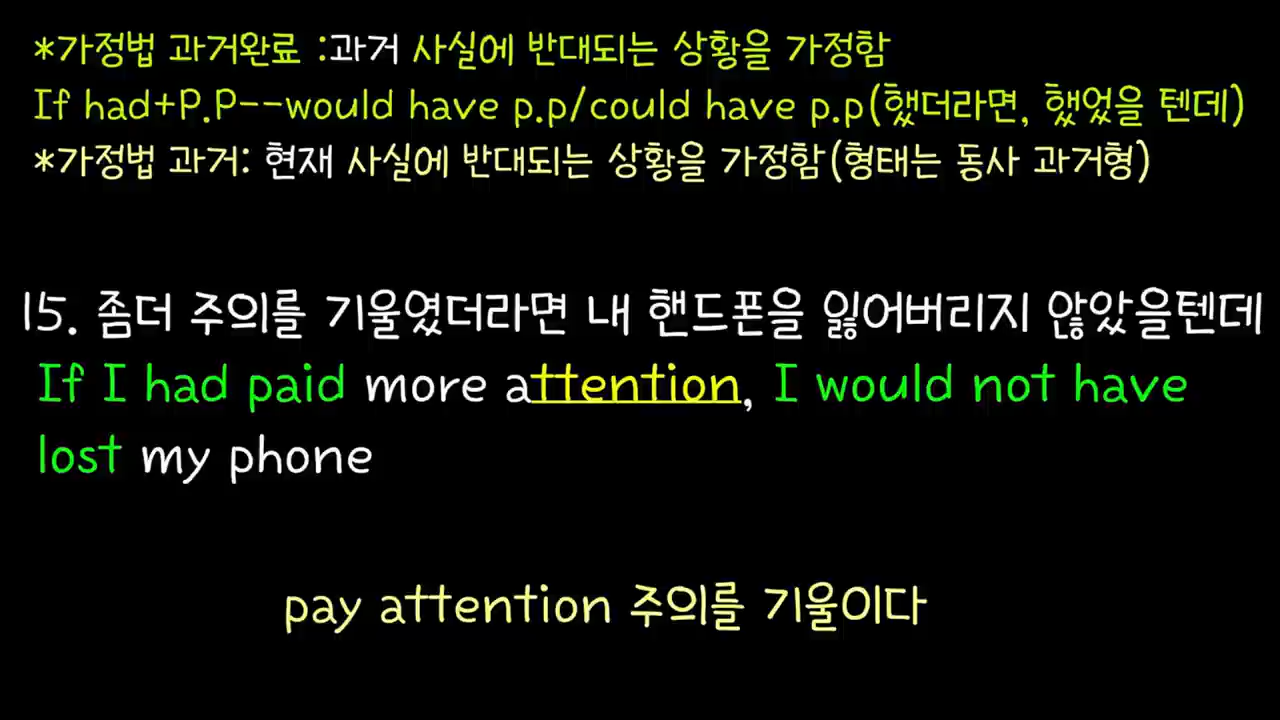 *가정법 과거완료 :과거 사실에 반대되는 상황을 가정함
If had+P.P--would have p.p/could have p.p(했더라면, 했었을 텐데)
*가정법 과거: 현재 사실에 반대되는 상황을 가정함(형태는 동사 과거형)
15. 좀더 주의를 기울였더라면 내 핸드폰을 잃어버리지 않았을텐데
If I had paid more attention, I would not have
lost my phone
pay attention 주의를 기울이다